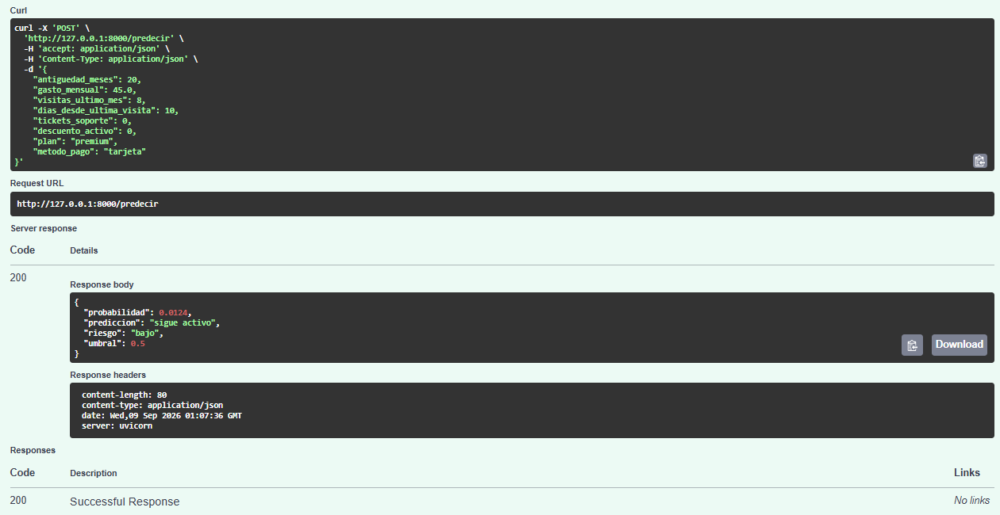 Curl
curl -X 'POST' \
  'http://127.0.0.1:8000/predecir' \
  -H 'accept: application/json' \
  -H 'Content-Type: application/json' \
  -d '{
    "antiguedad_meses": 20,
    "gasto_mensual": 45.0,
    "visitas_ultimo_mes": 8,
    "dias_desde_ultima_visita": 10,
    "tickets_soporte": 0,
    "descuento_activo": 0,
    "plan": "premium",
    "metodo_pago": "tarjeta"
}'
Request URL
http://127.0.0.1:8000/predecir
Server response
Code Details
200
Response body
{
  "probabilidad": 0.0124,
  "prediccion": "sigue activo",
  "riesgo": "bajo",
  "umbral": 0.5
}
Download
Response headers
content-length: 80
content-type: application/json
date: Wed,09 Sep 2026 01:07:36 GMT
server: uvicorn
Responses
Code Description Links
200 Successful Response No links